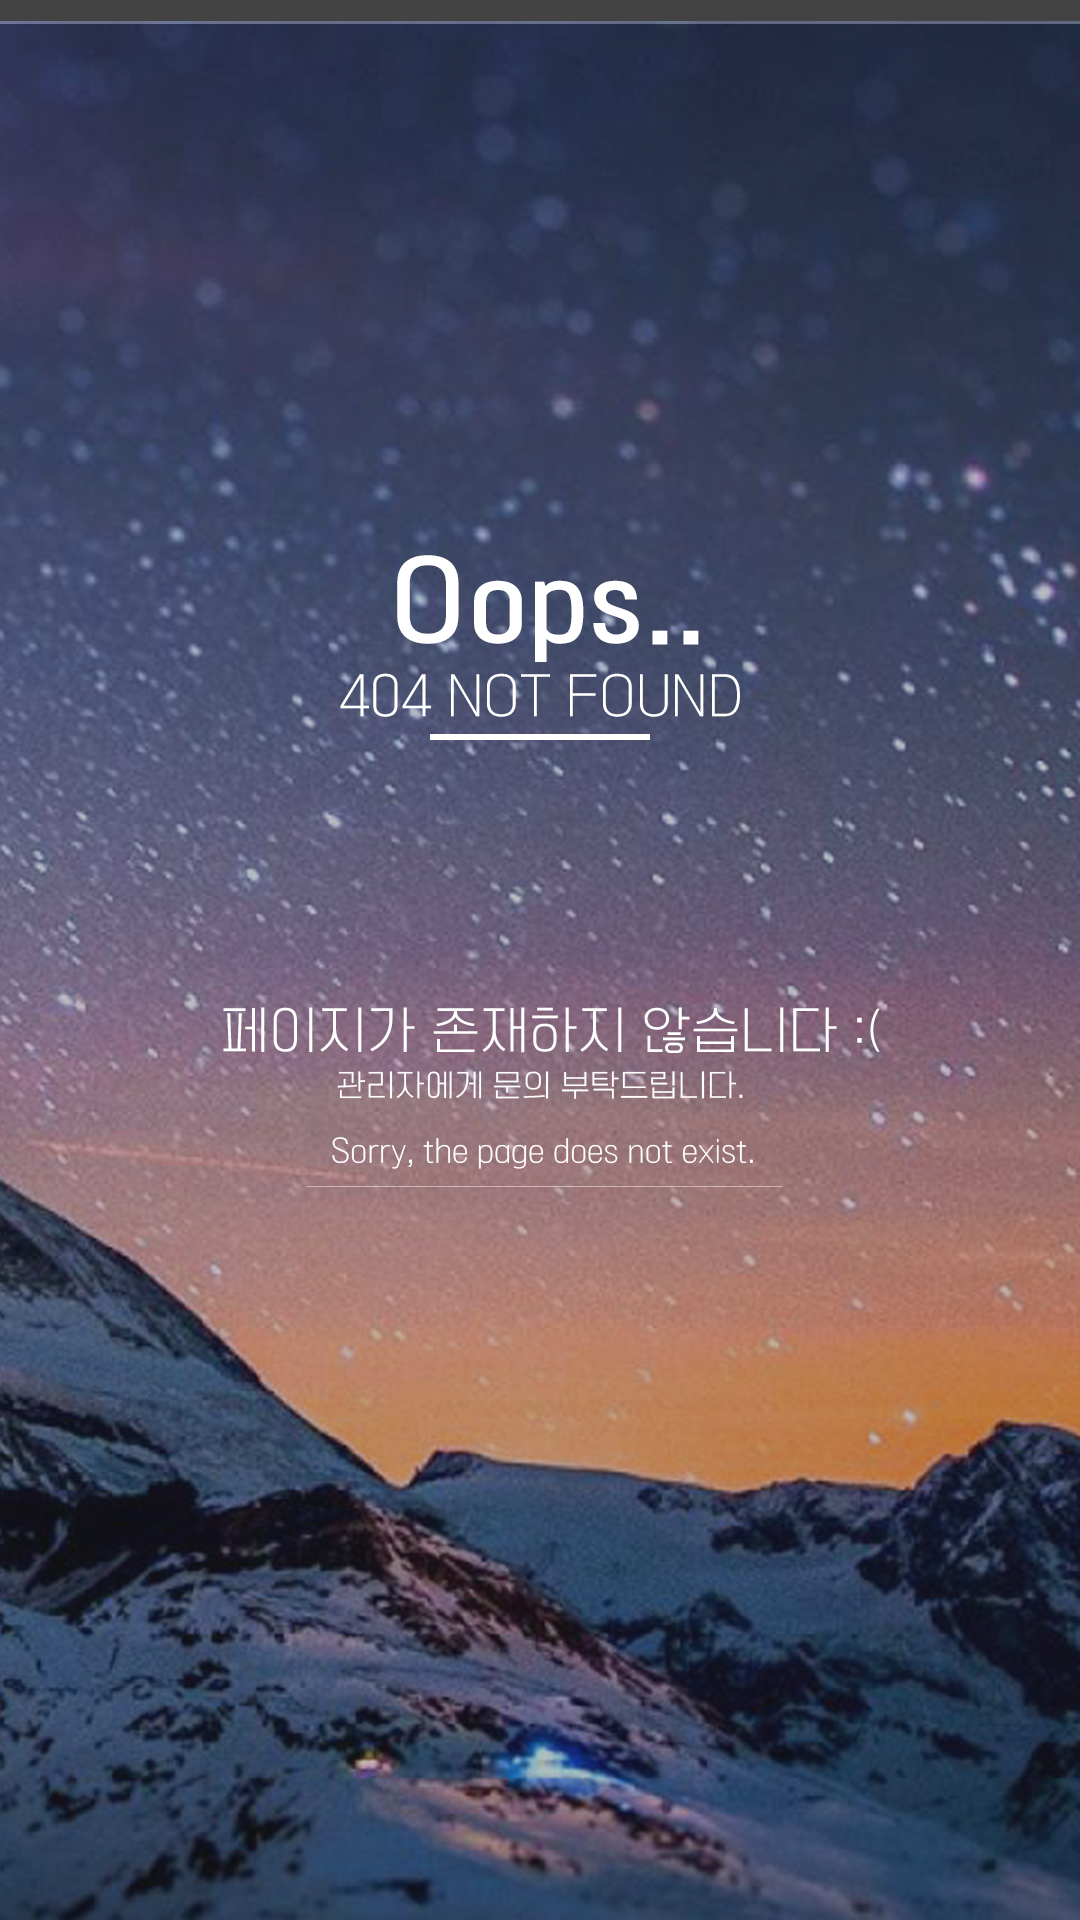 Oops..
404 NOT FOUND
페이지가 존재하지 않습니다 :(
관리자에게 문의 부탁드립니다.
Sorry, the page does not exist.